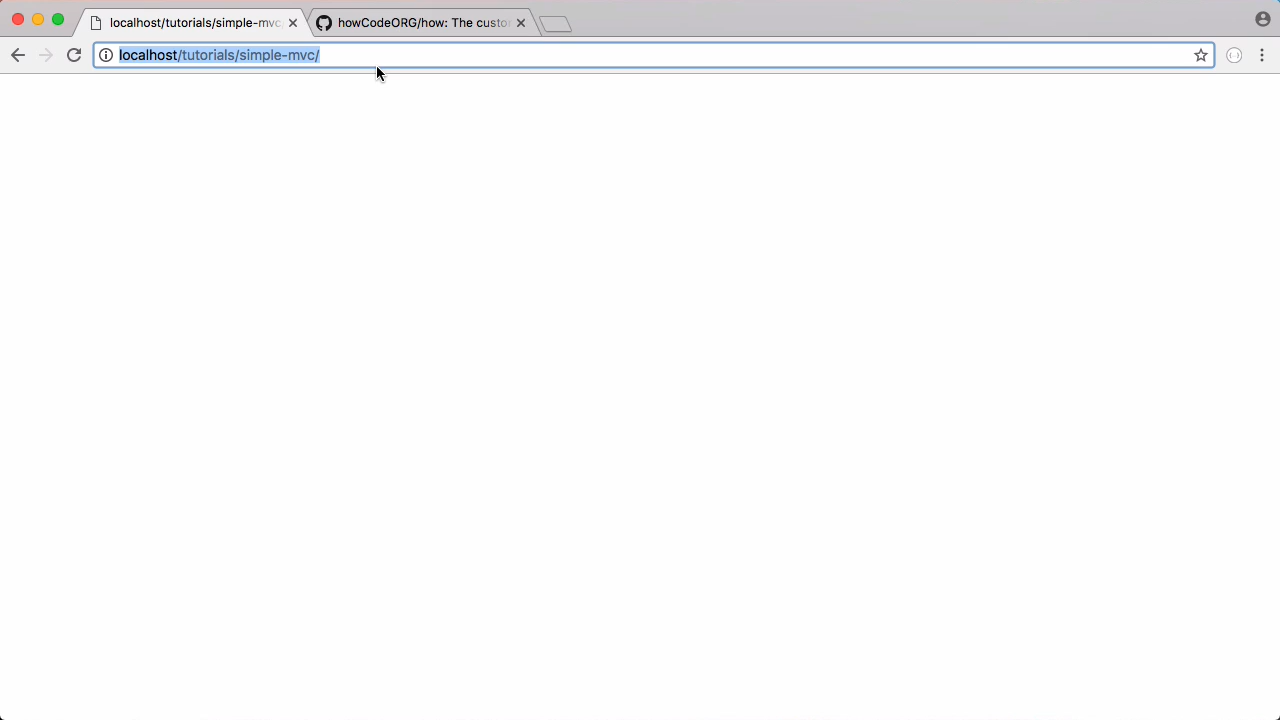 localhost/tutorials/simple-mvc
howCodeORG/how: The custo
localhost/tutorials/simple-mvc/